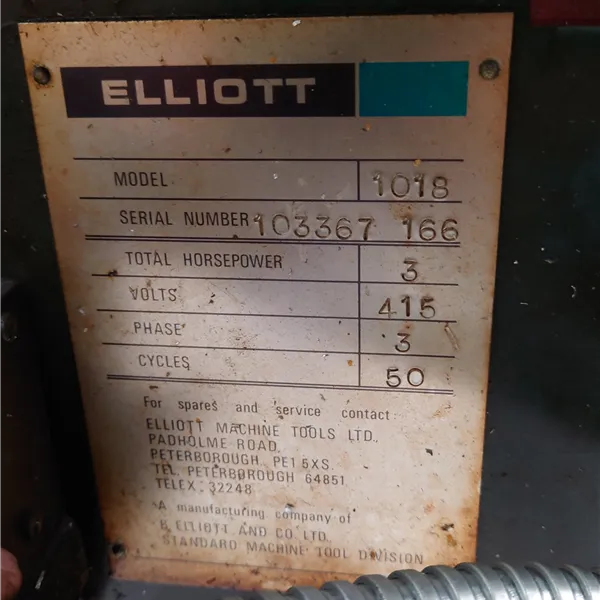 ELLIOTT
MODEL 1018
SERIAL NUMBER 103367 166
TOTAL HORSEPOWER 3
VOLTS 415
PHASE 3
CYCLES 50
For spares and service contact:
ELLIOTT MACHINE TOOLS LTD.,
PADHOLME ROAD,
PETERBOROUGH. PE1 5XS.
TEL. PETERBOROUGH 64851
TELEX. 32248
A manufacturing company of
B. ELLIOTT AND CO LTD.
STANDARD MACHINE TOOL DIVISION